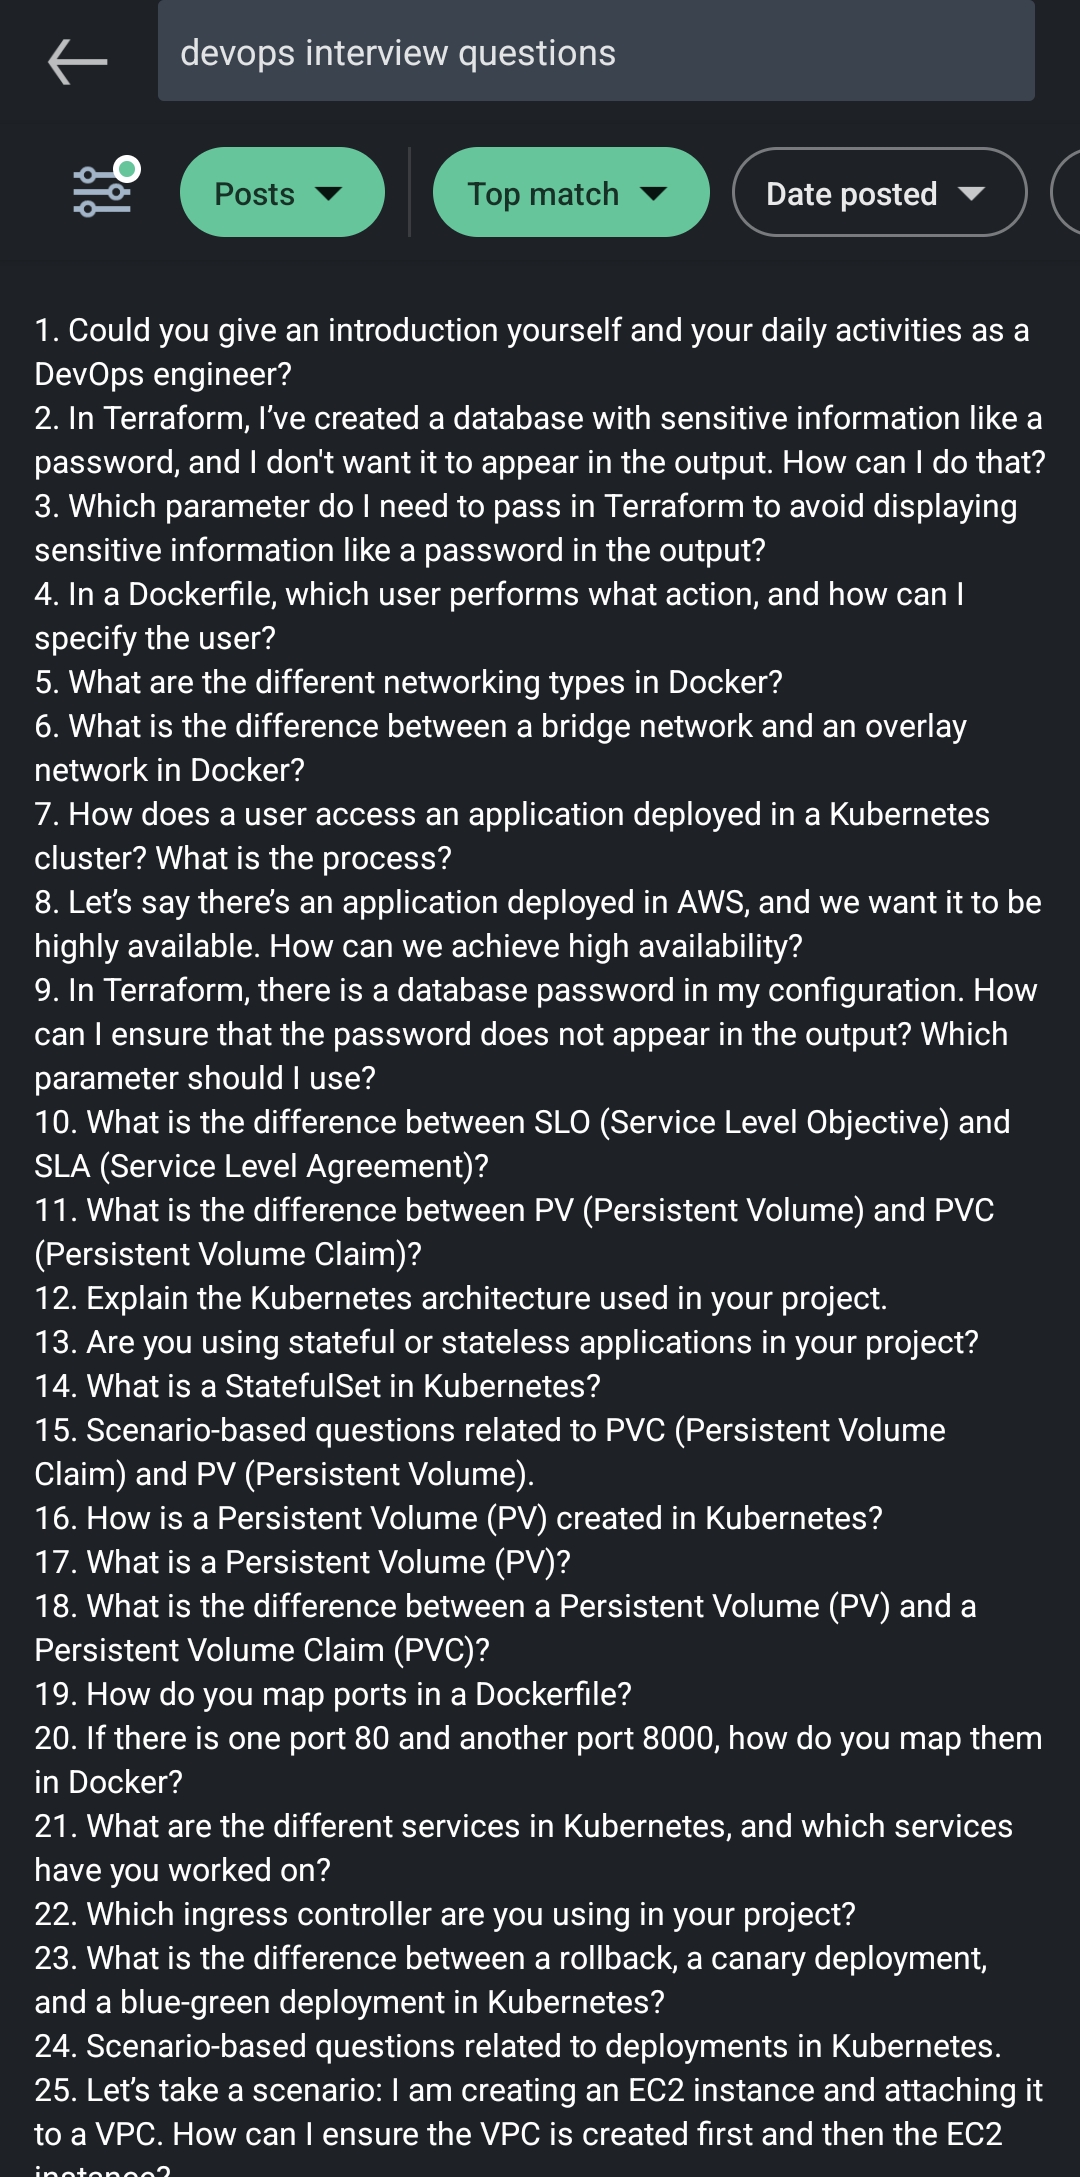 devops interview questions
Posts
Top match
Date posted
1. Could you give an introduction yourself and your daily activities as a
DevOps engineer?
2. In Terraform, I’ve created a database with sensitive information like a
password, and I don't want it to appear in the output. How can I do that?
3. Which parameter do I need to pass in Terraform to avoid displaying
sensitive information like a password in the output?
4. In a Dockerfile, which user performs what action, and how can I
specify the user?
5. What are the different networking types in Docker?
6. What is the difference between a bridge network and an overlay
network in Docker?
7. How does a user access an application deployed in a Kubernetes
cluster? What is the process?
8. Let’s say there’s an application deployed in AWS, and we want it to be
highly available. How can we achieve high availability?
9. In Terraform, there is a database password in my configuration. How
can I ensure that the password does not appear in the output? Which
parameter should I use?
10. What is the difference between SLO (Service Level Objective) and
SLA (Service Level Agreement)?
11. What is the difference between PV (Persistent Volume) and PVC
(Persistent Volume Claim)?
12. Explain the Kubernetes architecture used in your project.
13. Are you using stateful or stateless applications in your project?
14. What is a StatefulSet in Kubernetes?
15. Scenario-based questions related to PVC (Persistent Volume
Claim) and PV (Persistent Volume).
16. How is a Persistent Volume (PV) created in Kubernetes?
17. What is a Persistent Volume (PV)?
18. What is the difference between a Persistent Volume (PV) and a
Persistent Volume Claim (PVC)?
19. How do you map ports in a Dockerfile?
20. If there is one port 80 and another port 8000, how do you map them
in Docker?
21. What are the different services in Kubernetes, and which services
have you worked on?
22. Which ingress controller are you using in your project?
23. What is the difference between a rollback, a canary deployment,
and a blue-green deployment in Kubernetes?
24. Scenario-based questions related to deployments in Kubernetes.
25. Let’s take a scenario: I am creating an EC2 instance and attaching it
to a VPC. How can I ensure the VPC is created first and then the EC2
instance?